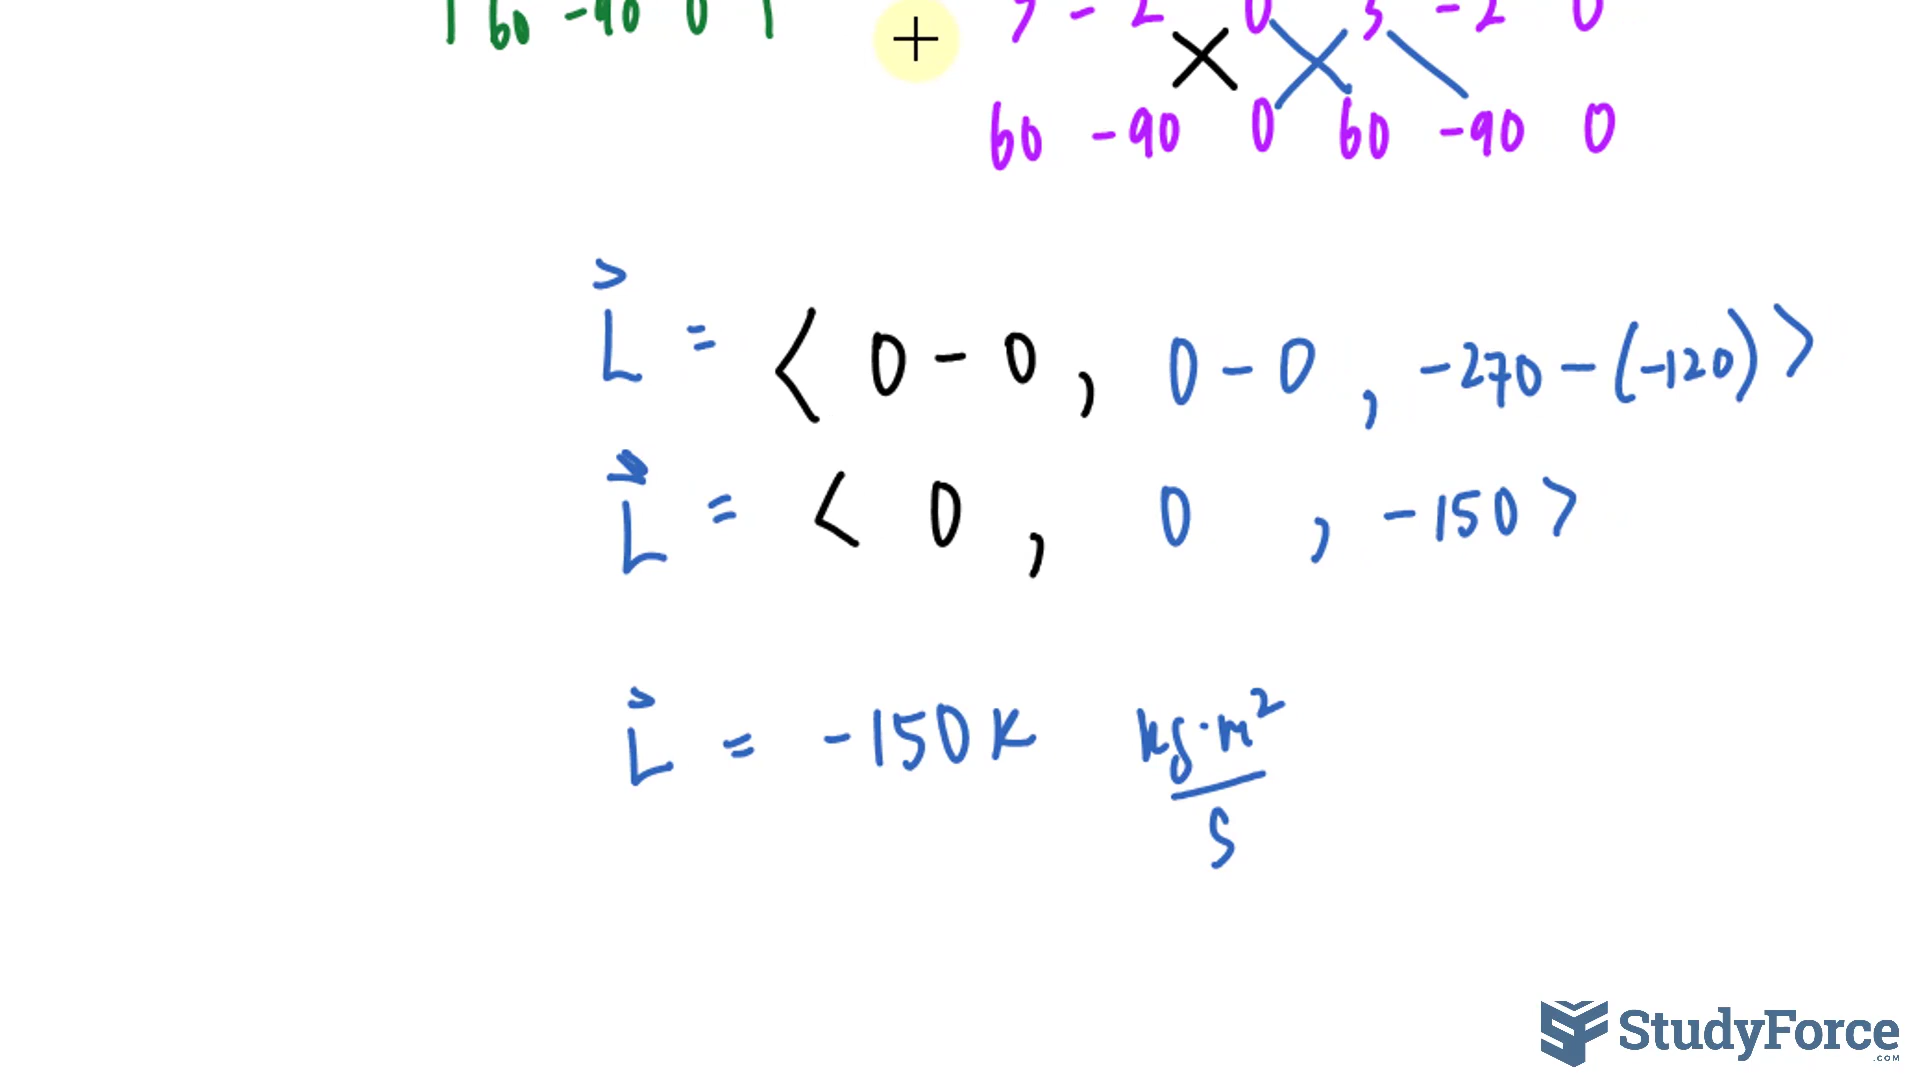 | 60 -90 0 |
3 -2 0 3 -2 0
60 -90 0 60 -90 0
L = < 0 - 0 , 0 - 0 , -270 - (-120) >
L = < 0 , 0 , -150 >
L = -150 K kg·m²
s
StudyForce
.COM